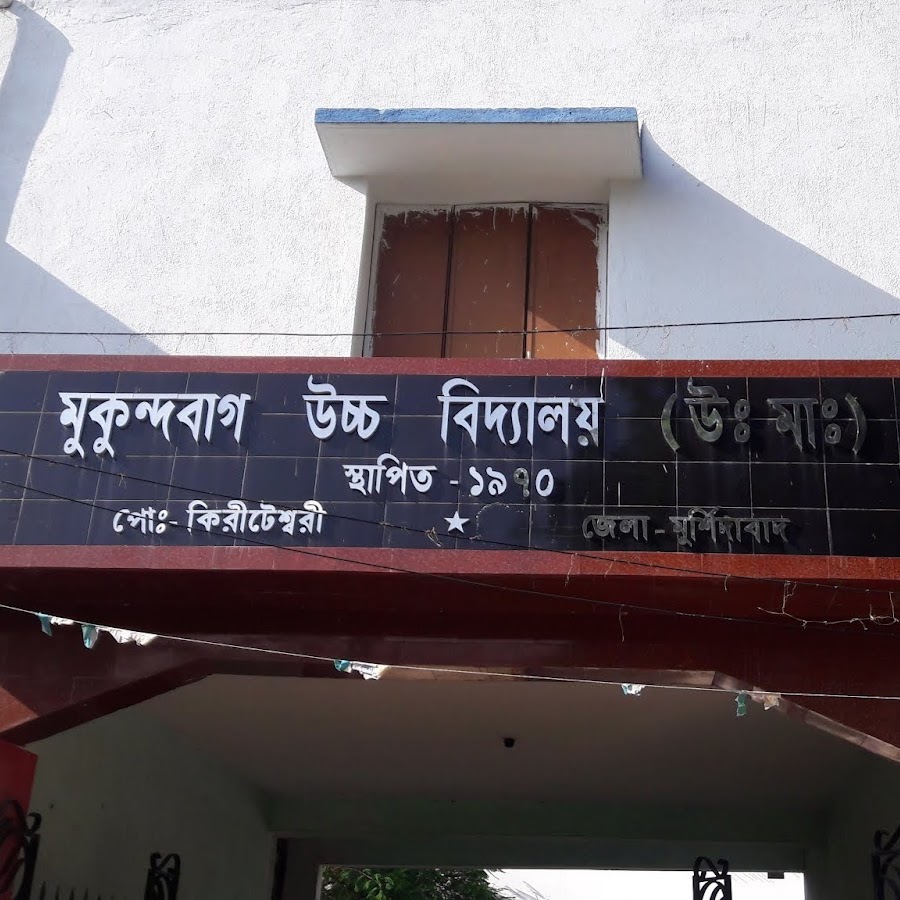 মুকুন্দবাগ উচ্চ বিদ্যালয় (উঃ মাঃ)
স্থাপিত - ১৯৭০
পোঃ- কিরীটেশ্বরী ★ জেলা - মুর্শিদাবাদ